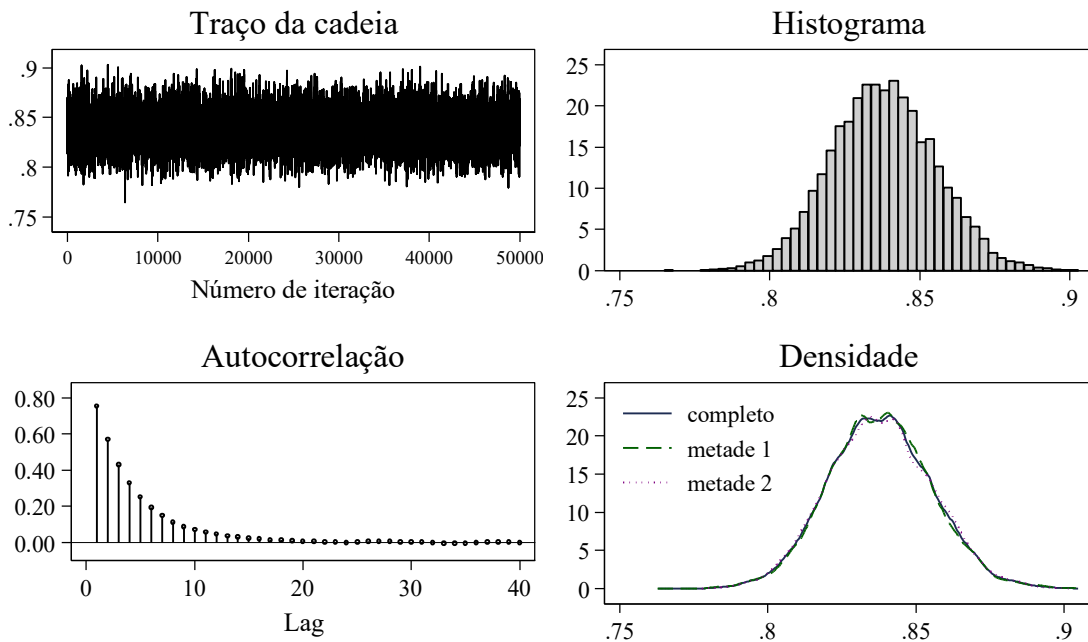 Traço da cadeia
.9
.85
.8
.75
0 10000 20000 30000 40000 50000
Número de iteração
Histograma
25
20
15
10
5
0
.75 .8 .85 .9
Autocorrelação
0.80
0.60
0.40
0.20
0.00
0 10 20 30 40
Lag
Densidade
25
20
15
10
5
0
completo
metade 1
metade 2
.75 .8 .85 .9